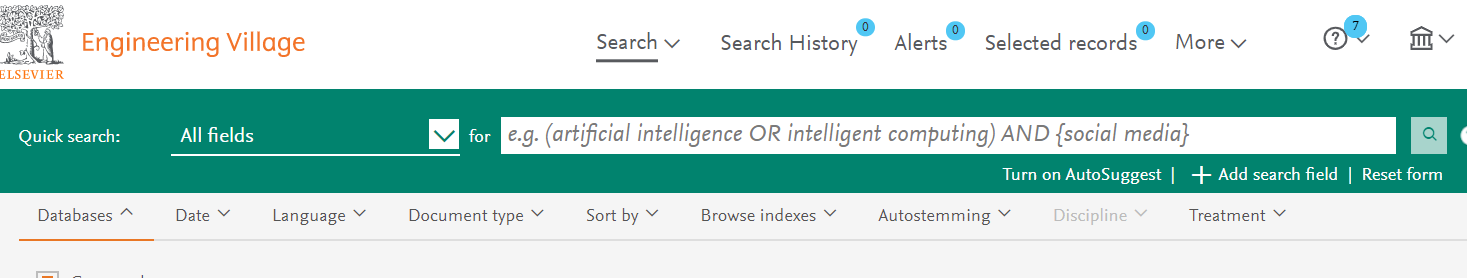 ELSEVIER
Engineering Village
Search
Search History 0
Alerts 0
Selected records 0
More
? 7
Quick search:
All fields
for
e.g. (artificial intelligence OR intelligent computing) AND {social media}
Turn on AutoSuggest | + Add search field | Reset form
Databases
Date
Language
Document type
Sort by
Browse indexes
Autostemming
Discipline
Treatment